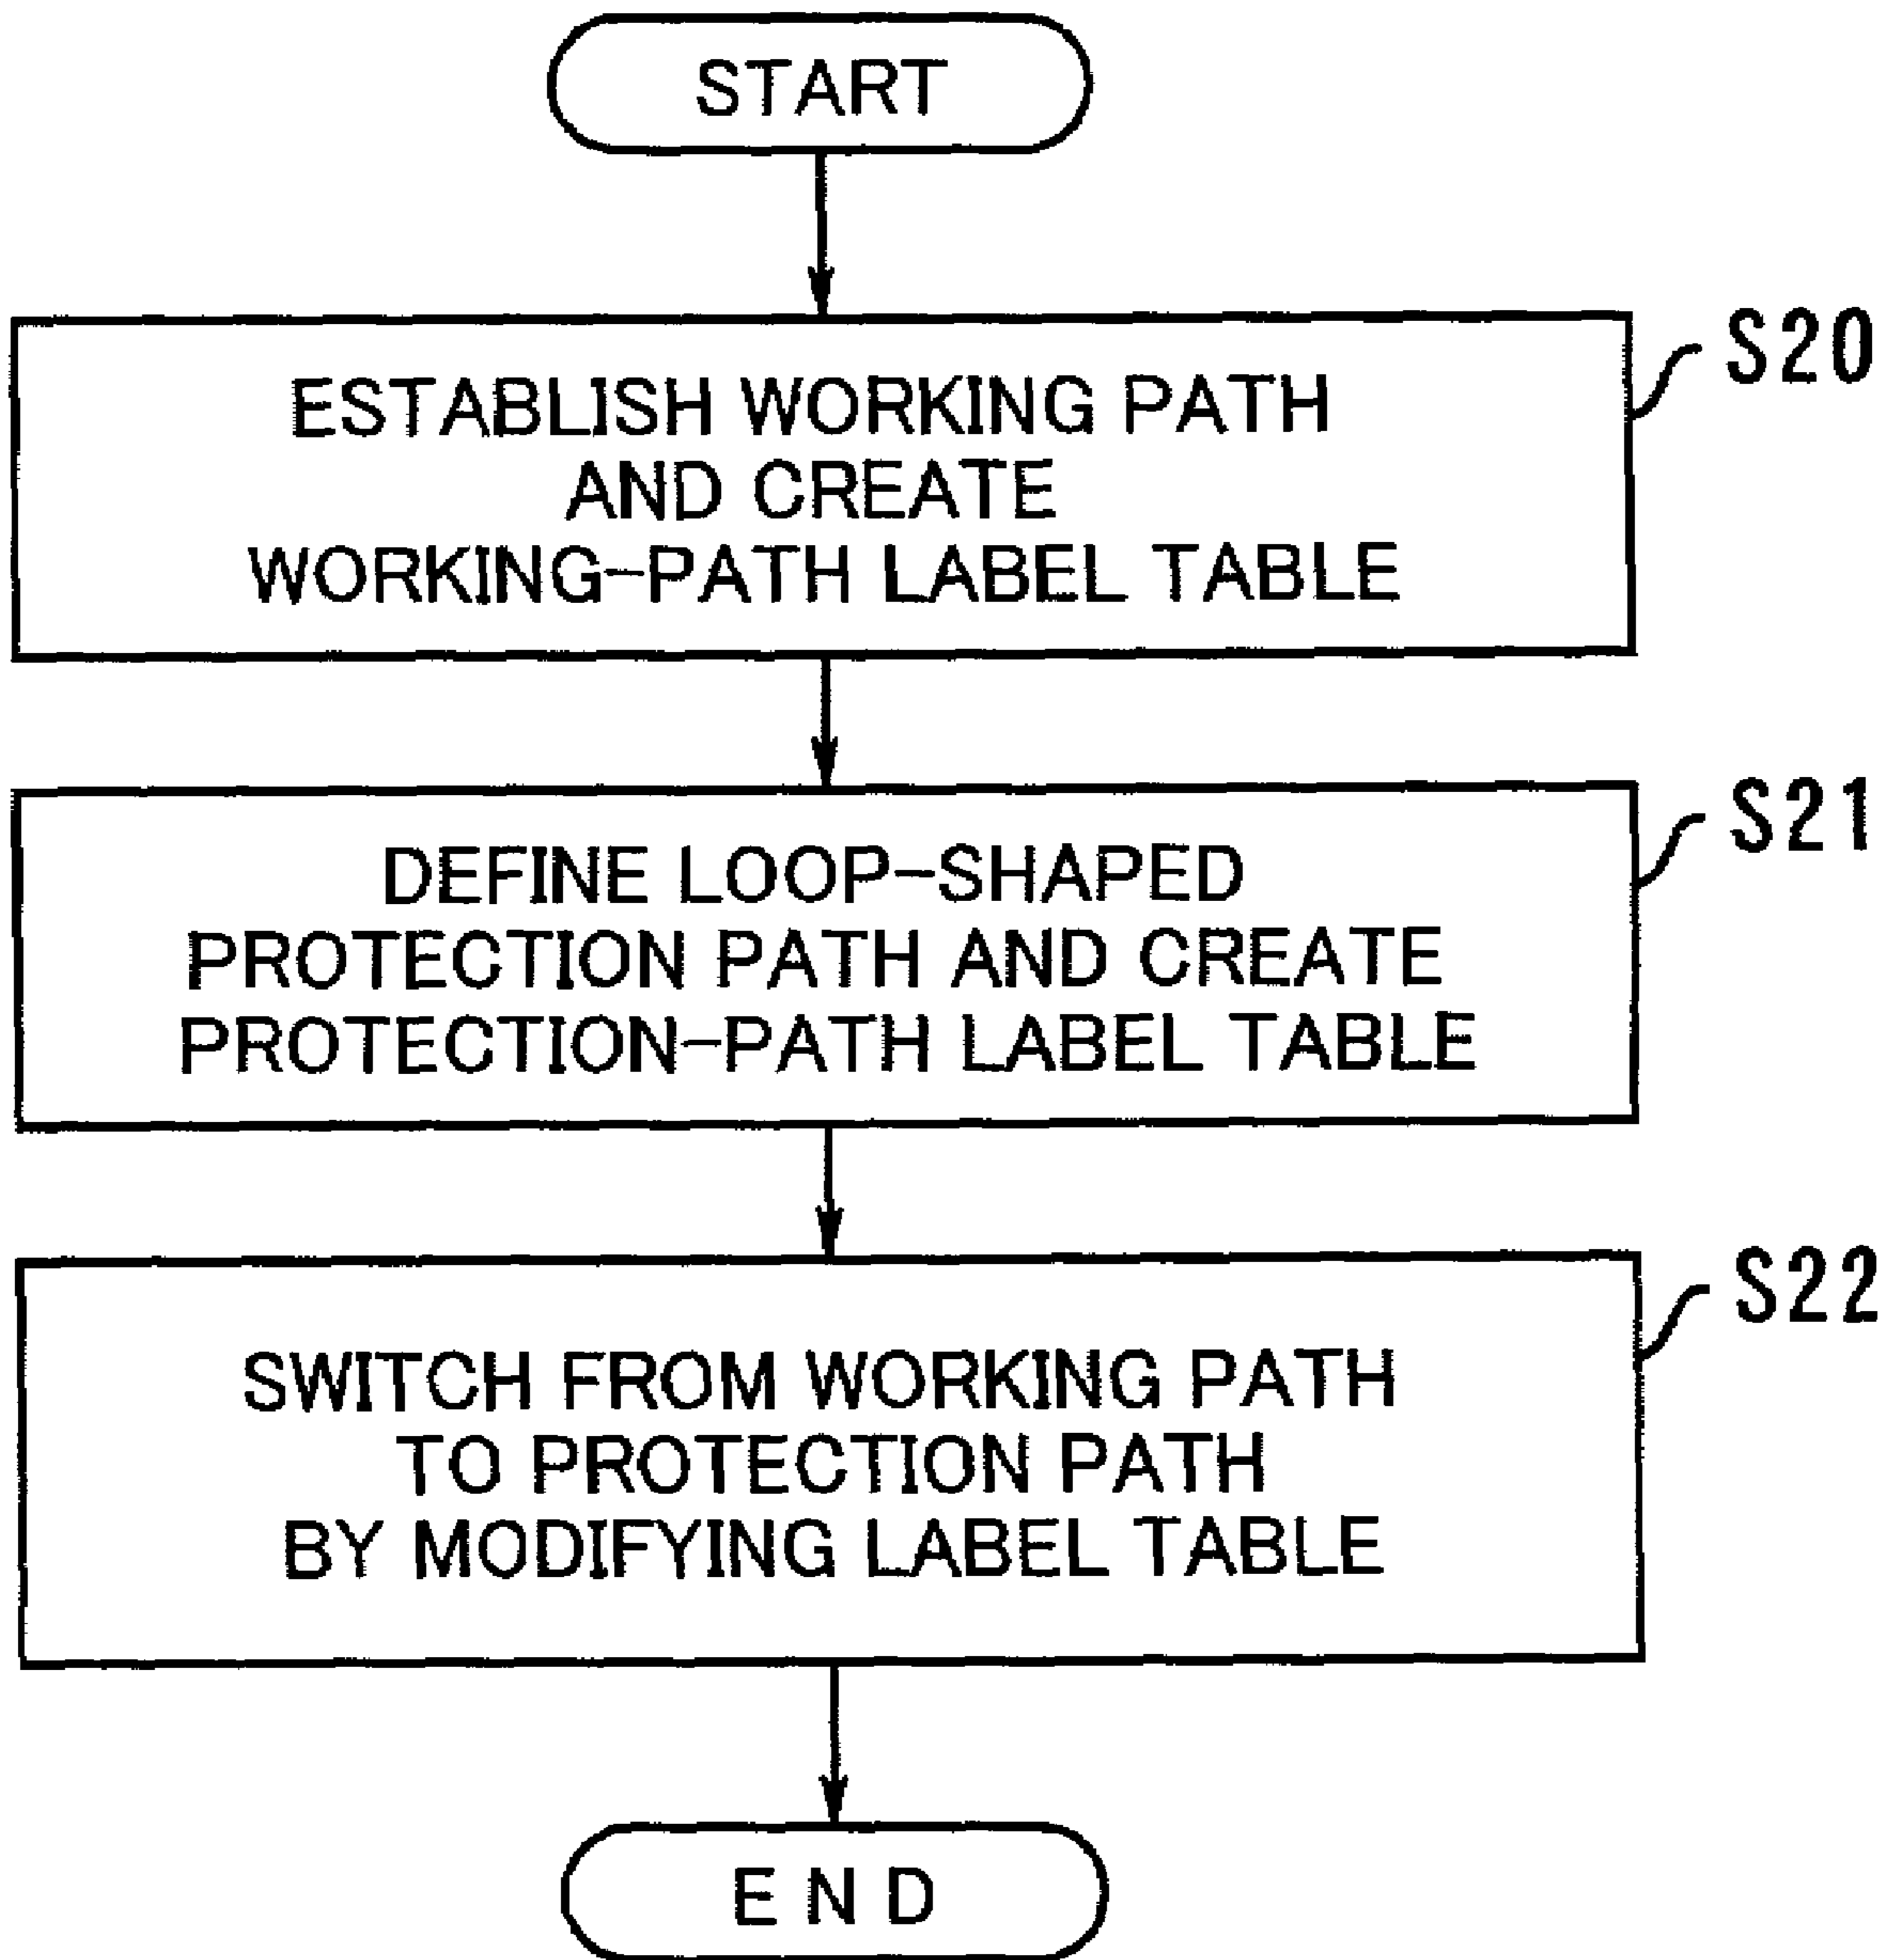 START
S20
ESTABLISH WORKING PATH
AND CREATE
WORKING-PATH LABEL TABLE
S21
DEFINE LOOP-SHAPED
PROTECTION PATH AND CREATE
PROTECTION-PATH LABEL TABLE
S22
SWITCH FROM WORKING PATH
TO PROTECTION PATH
BY MODIFYING LABEL TABLE
END